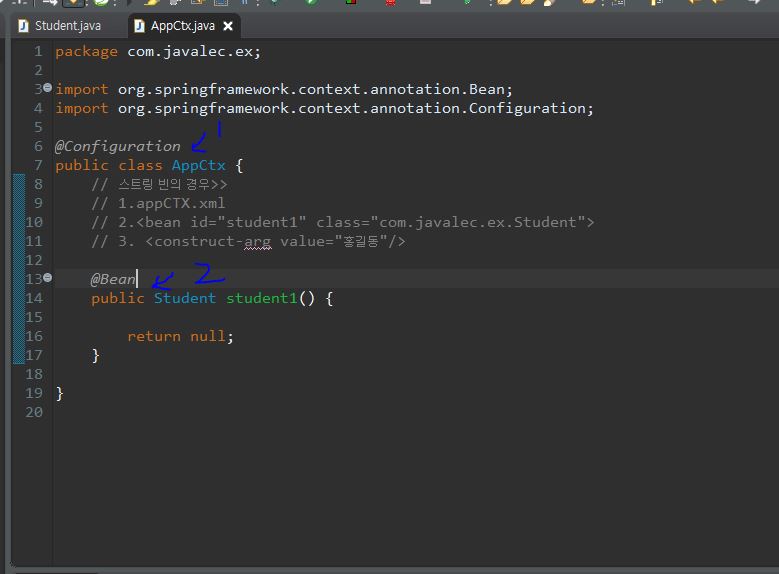 Student.java AppCtx.java
1 package com.javalec.ex;
2
3 import org.springframework.context.annotation.Bean;
4 import org.springframework.context.annotation.Configuration;
5
6 @Configuration 1
7 public class AppCtx {
8 // 스트링 빈의 경우>>
9 // 1.appCTX.xml
10 // 2.<bean id="student1" class="com.javalec.ex.Student">
11 // 3. <construct-arg value="홍길동"/>
12
13 @Bean 2
14 public Student student1() {
15
16 return null;
17 }
18
19 }
20